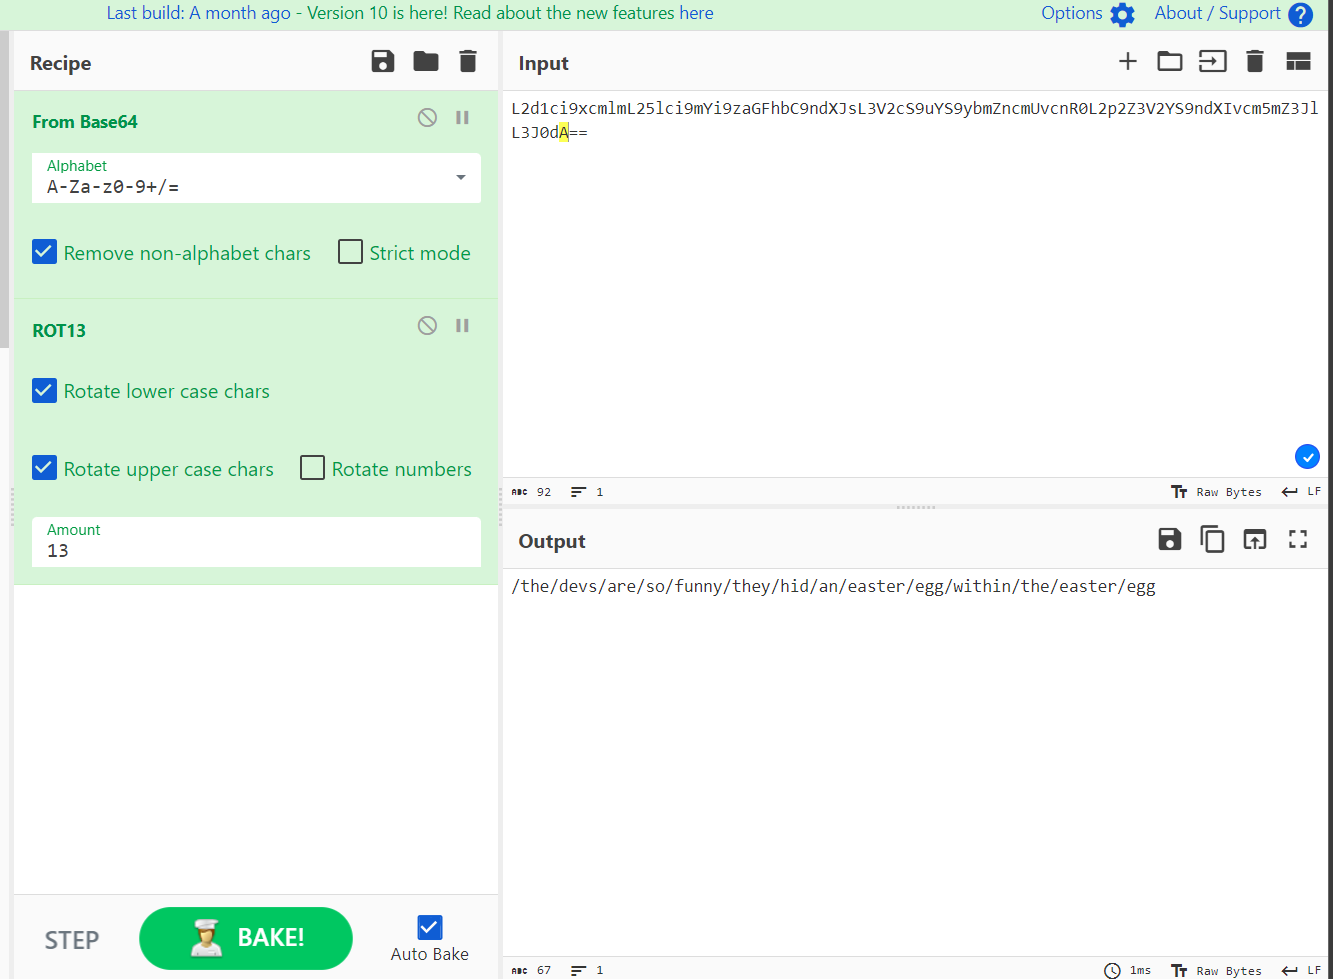 Last build: A month ago - Version 10 is here! Read about the new features here
Options
About / Support
Recipe
From Base64
Alphabet
A-Za-z0-9+/=
Remove non-alphabet chars
Strict mode
ROT13
Rotate lower case chars
Rotate upper case chars
Rotate numbers
Amount
13
STEP
BAKE!
Auto Bake
Input
L2d1ci9xcmlmL25lci9mYi9zaGFhbC9ndXJsL3V2cS9uYS9ybmZncmUvcnR0L2p2Z3V2YS9ndXIvcm5mZ3Jl
L3J0dA==
ABC 92 1
Raw Bytes LF
Output
/the/devs/are/so/funny/they/hid/an/easter/egg/within/the/easter/egg
ABC 67 1
1ms Raw Bytes LF